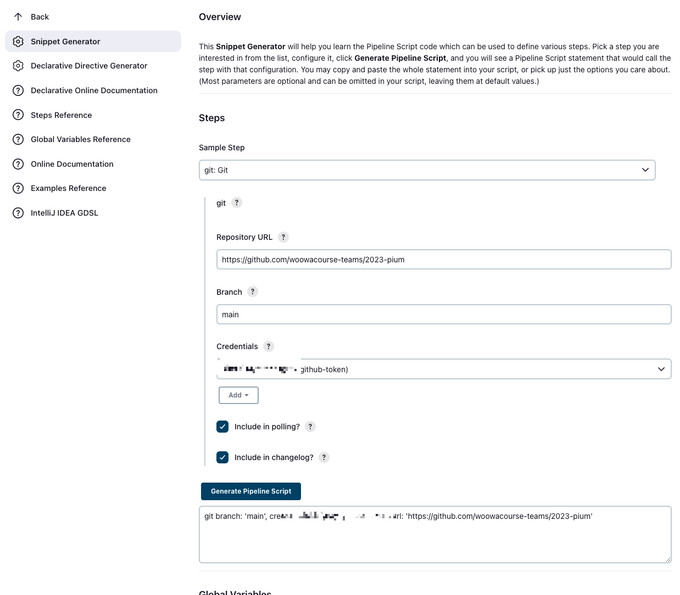 Back
Snippet Generator
Declarative Directive Generator
Declarative Online Documentation
Steps Reference
Global Variables Reference
Online Documentation
Examples Reference
IntelliJ IDEA GDSL
Overview
This Snippet Generator will help you learn the Pipeline Script code which can be used to define various steps. Pick a step you are
interested in from the list, configure it, click Generate Pipeline Script, and you will see a Pipeline Script statement that would call the
step with that configuration. You may copy and paste the whole statement into your script, or pick up just the options you care about.
(Most parameters are optional and can be omitted in your script, leaving them at default values.)
Steps
Sample Step
git: Git
git ?
Repository URL ?
https://github.com/woowacourse-teams/2023-pium
Branch ?
main
Credentials ?
github-token)
Add
Include in polling? ?
Include in changelog? ?
Generate Pipeline Script
git branch: 'main', url: 'https://github.com/woowacourse-teams/2023-pium'
Global Variables